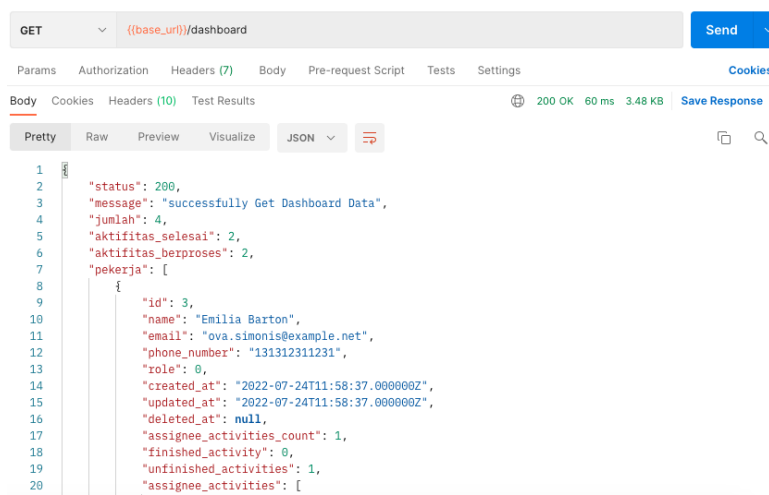 GET {{base_url}}/dashboard Send
Params Authorization Headers (7) Body Pre-request Script Tests Settings Cookies
Body Cookies Headers (10) Test Results 200 OK 60 ms 3.48 KB Save Response
Pretty Raw Preview Visualize JSON
1 {
2 "status": 200,
3 "message": "successfully Get Dashboard Data",
4 "jumlah": 4,
5 "aktifitas_selesai": 2,
6 "aktifitas_berproses": 2,
7 "pekerja": [
8 {
9 "id": 3,
10 "name": "Emilia Barton",
11 "email": "ova.simonis@example.net",
12 "phone_number": "131312311231",
13 "role": 0,
14 "created_at": "2022-07-24T11:58:37.000000Z",
15 "updated_at": "2022-07-24T11:58:37.000000Z",
16 "deleted_at": null,
17 "assignee_activities_count": 1,
18 "finished_activity": 0,
19 "unfinished_activities": 1,
20 "assignee_activities": [